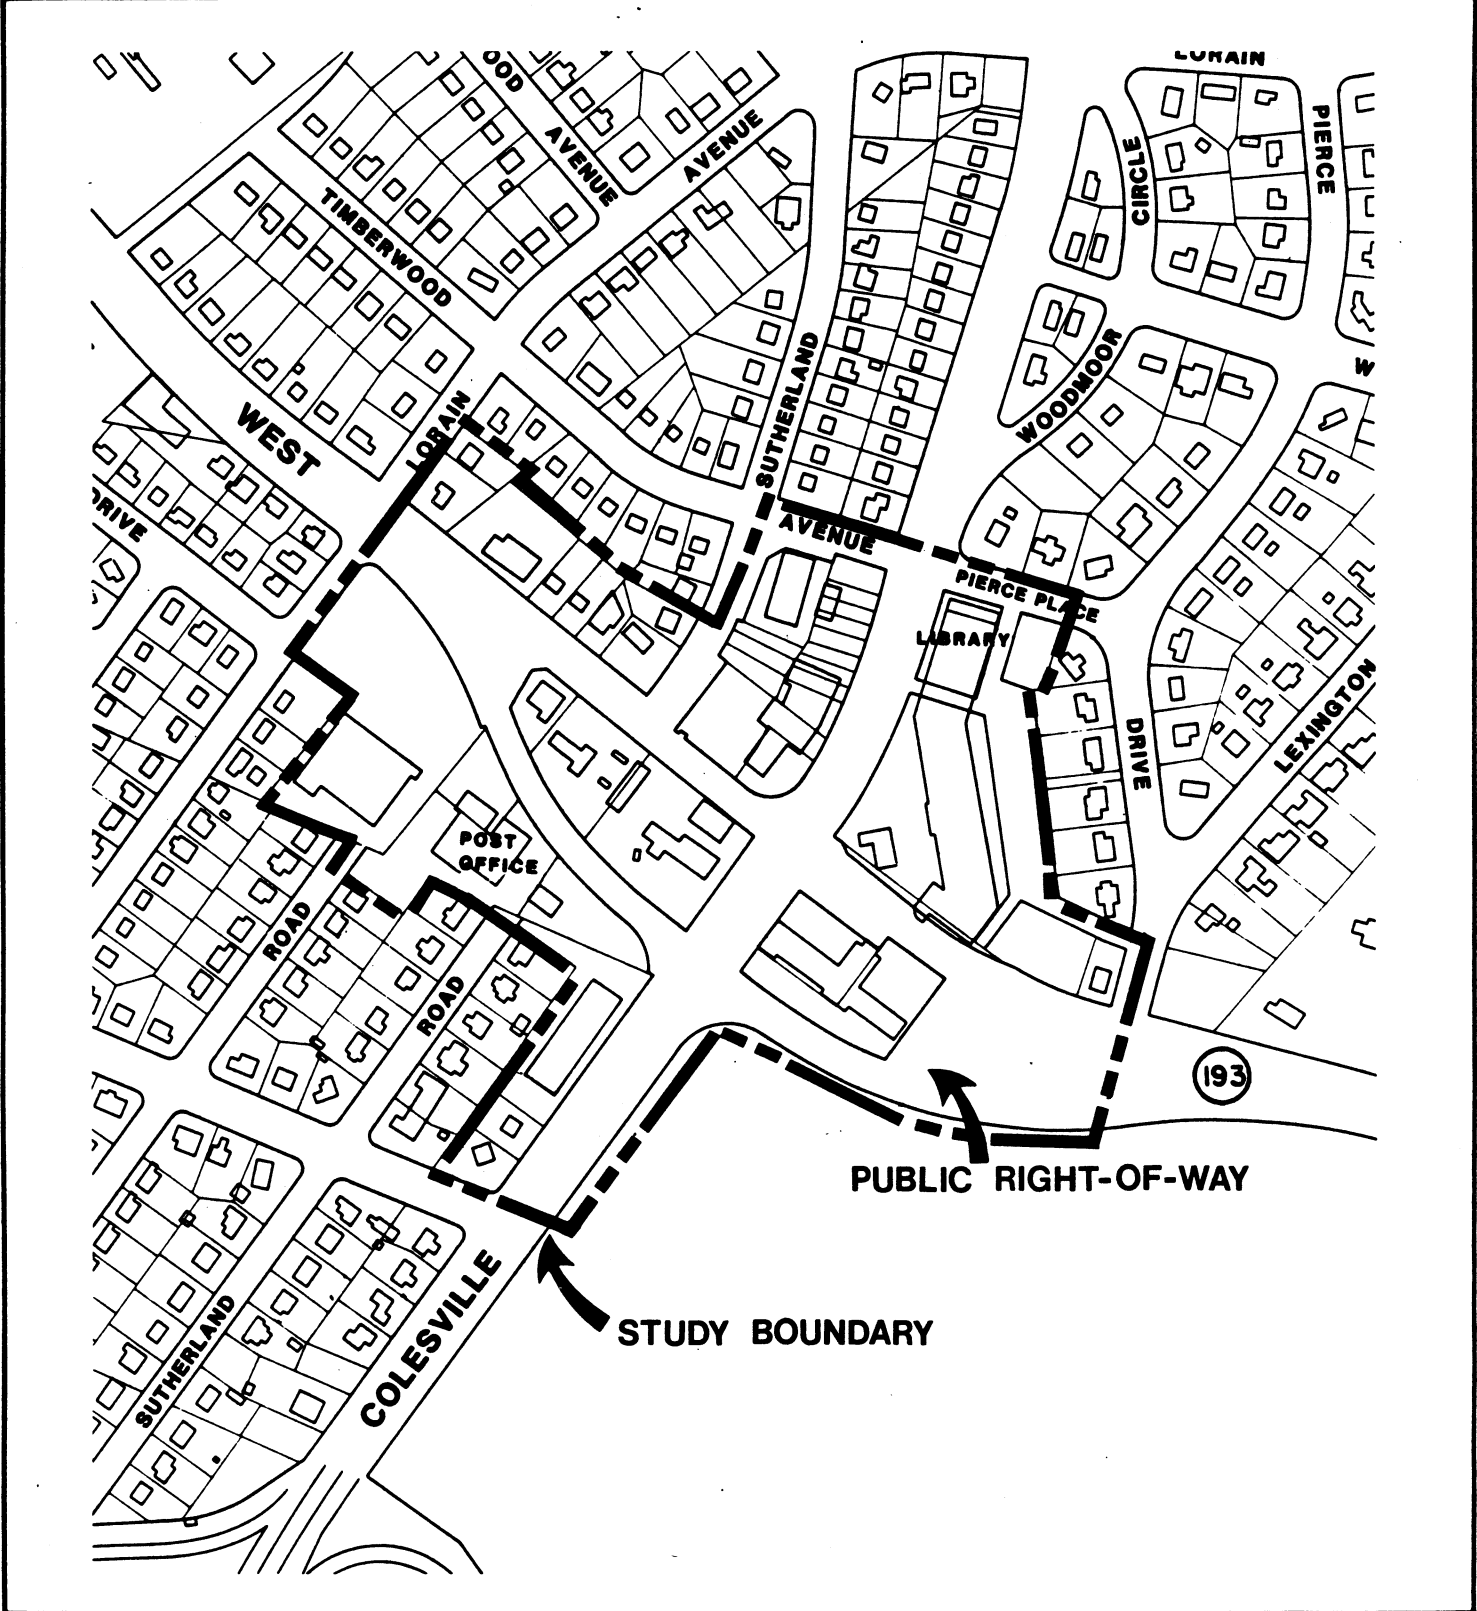 LORAIN
OOD
AVENUE
AVENUE
PIERCE
CIRCLE
TIMBERWOOD
SUTHERLAND
WOODMOOR
W
LORAIN
WEST
DRIVE
AVENUE
PIERCE PLACE
LIBRARY
LEXINGTON
DRIVE
POST
OFFICE
ROAD
ROAD
193
PUBLIC RIGHT-OF-WAY
STUDY BOUNDARY
COLESVILLE
SUTHERLAND